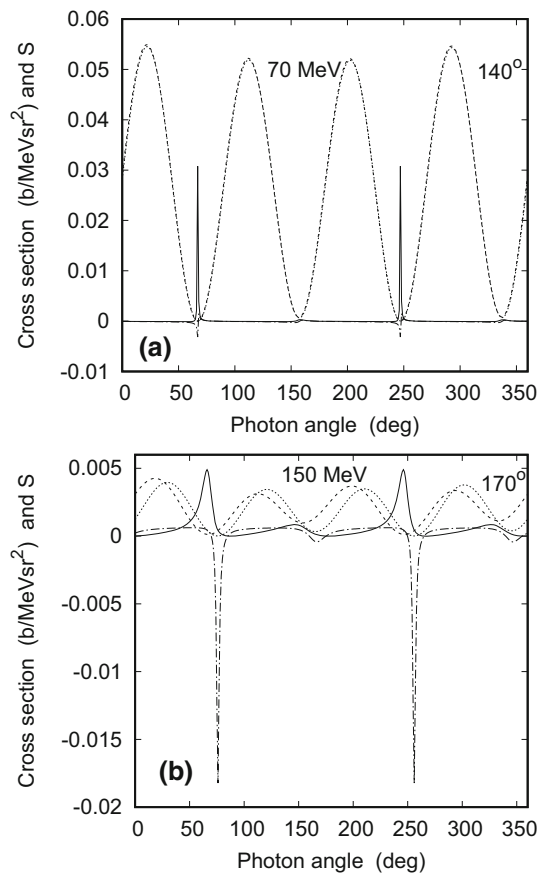 Cross section (b/MeVsr²) and S
0.06
0.05
0.04
0.03
0.02
0.01
0
-0.01
70 MeV
140º
(a)
0 50 100 150 200 250 300 350
Photon angle (deg)
Cross section (b/MeVsr²) and S
0.005
0
-0.005
-0.01
-0.015
-0.02
150 MeV
170º
(b)
0 50 100 150 200 250 300 350
Photon angle (deg)